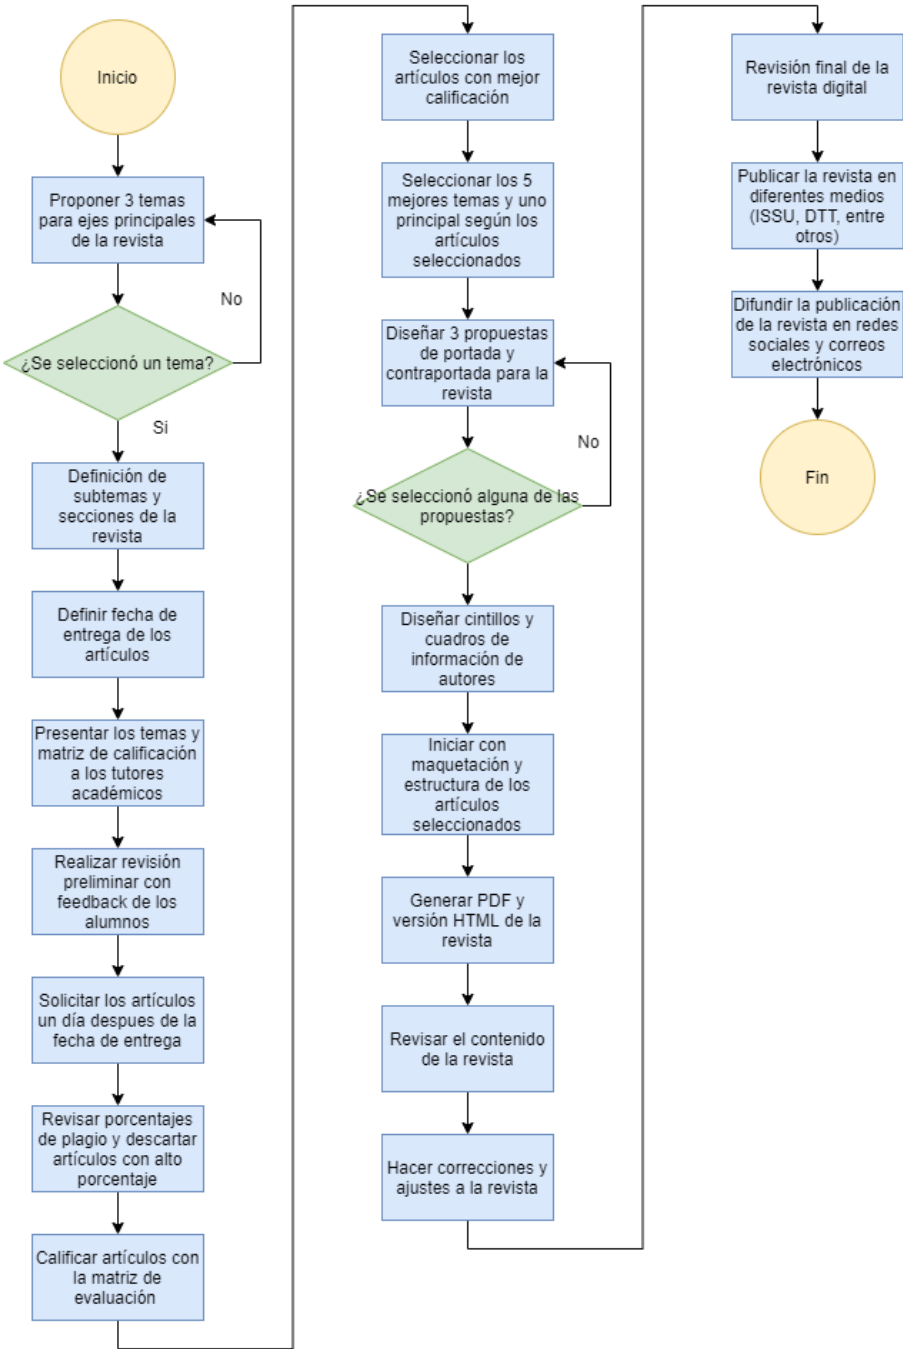 Inicio
Proponer 3 temas
para ejes principales
de la revista
No
¿Se seleccionó un tema?
Si
Definición de
subtemas y
secciones de la
revista
Definir fecha de
entrega de los
artículos
Presentar los temas y
matriz de calificación
a los tutores
académicos
Realizar revisión
preliminar con
feedback de los
alumnos
Solicitar los artículos
un día despues de la
fecha de entrega
Revisar porcentajes
de plagio y descartar
artículos con alto
porcentaje
Calificar artículos con
la matriz de
evaluación
Seleccionar los
artículos con mejor
calificación
Seleccionar los 5
mejores temas y uno
principal según los
artículos
seleccionados
Diseñar 3 propuestas
de portada y
contraportada para la
revista
No
¿Se seleccionó alguna de las
propuestas?
Diseñar cintillos y
cuadros de
información de
autores
Iniciar con
maquetación y
estructura de los
artículos
seleccionados
Generar PDF y
versión HTML de la
revista
Revisar el contenido
de la revista
Hacer correcciones y
ajustes a la revista
Revisión final de la
revista digital
Publicar la revista en
diferentes medios
(ISSU, DTT, entre
otros)
Difundir la publicación
de la revista en redes
sociales y correos
electrónicos
Fin